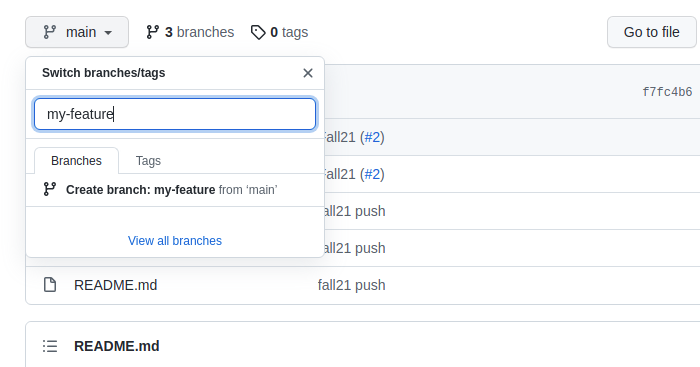 main 3 branches 0 tags Go to file
Switch branches/tags
f7fc4b6
my-feature
fall21 (#2)
Branches Tags
fall21 (#2)
Create branch: my-feature from ‘main’
fall21 push
View all branches
fall21 push
README.md fall21 push
README.md